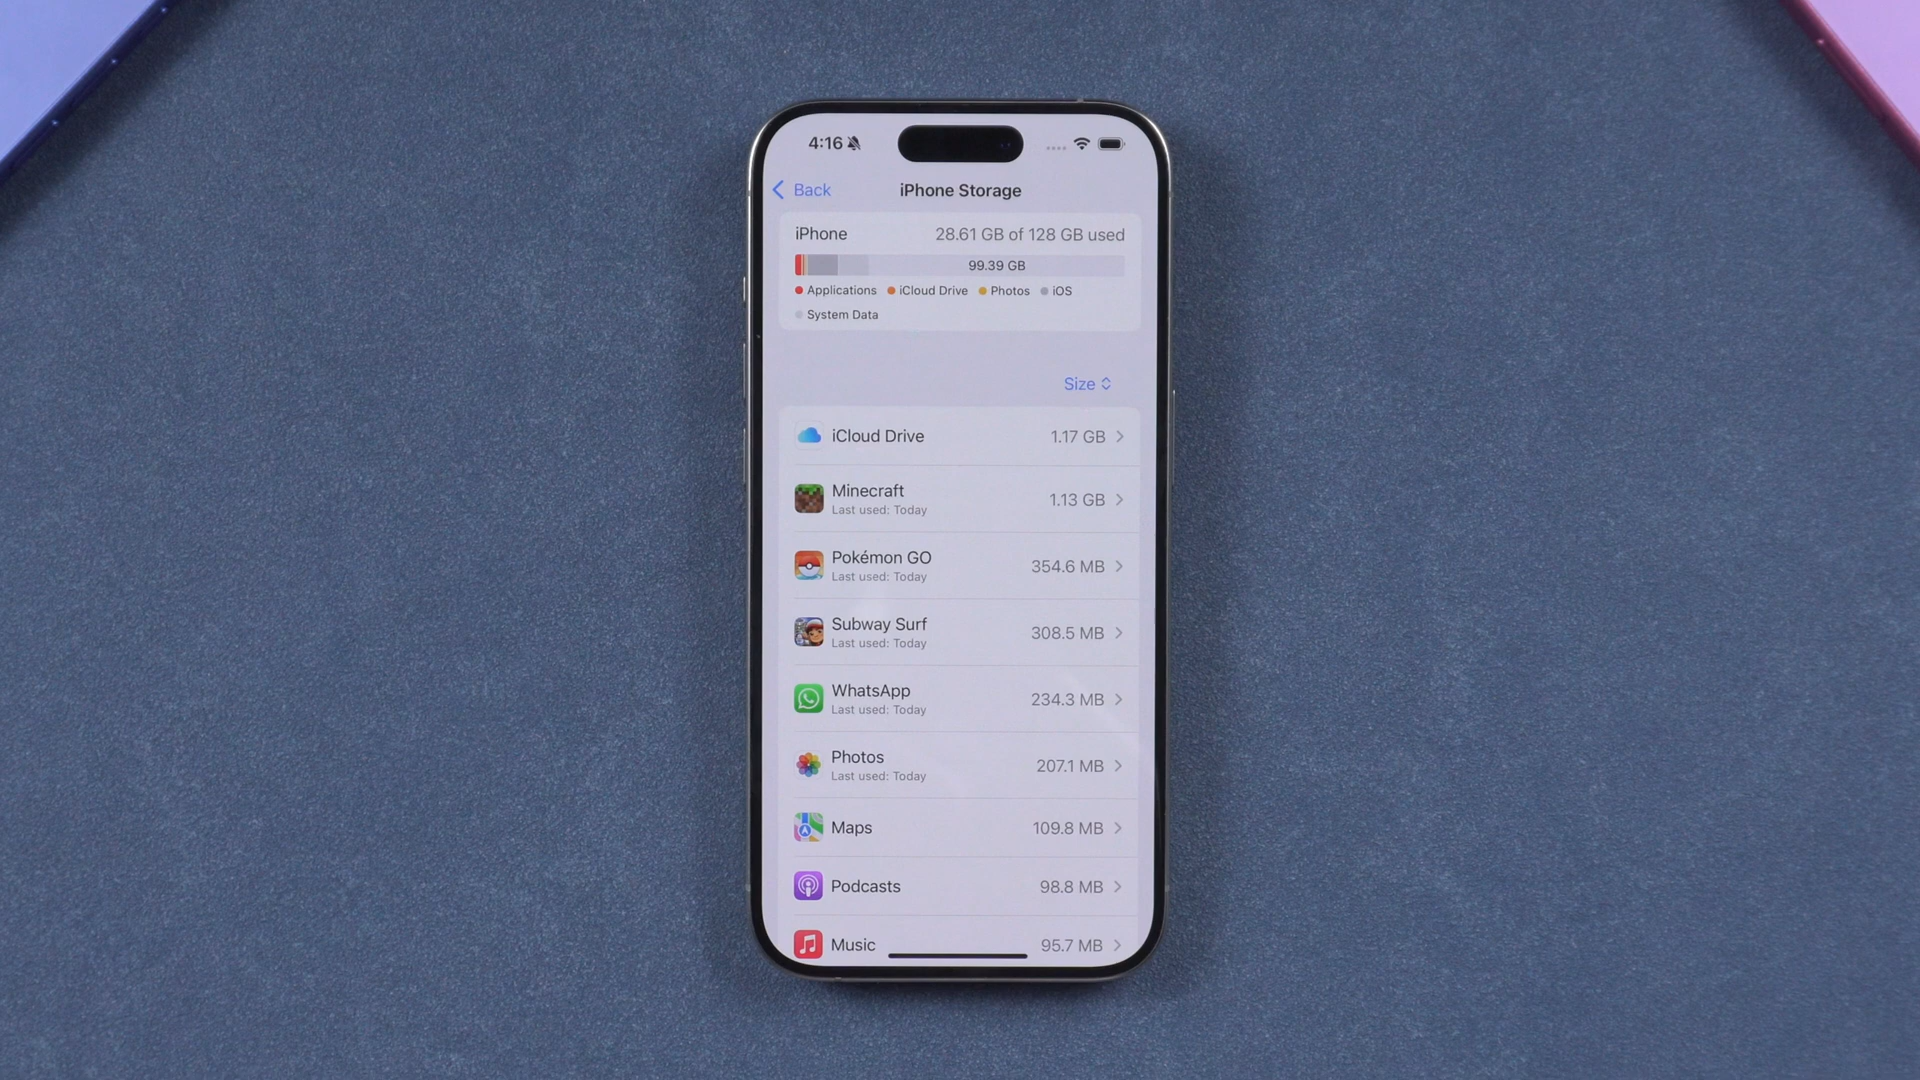 4:16
Back
iPhone Storage
iPhone 28.61 GB of 128 GB used
99.39 GB
Applications iCloud Drive Photos iOS
System Data
Size
iCloud Drive 1.17 GB
Minecraft
Last used: Today
1.13 GB
Pokémon GO
Last used: Today
354.6 MB
Subway Surf
Last used: Today
308.5 MB
WhatsApp
Last used: Today
234.3 MB
Photos
Last used: Today
207.1 MB
Maps 109.8 MB
Podcasts 98.8 MB
Music 95.7 MB